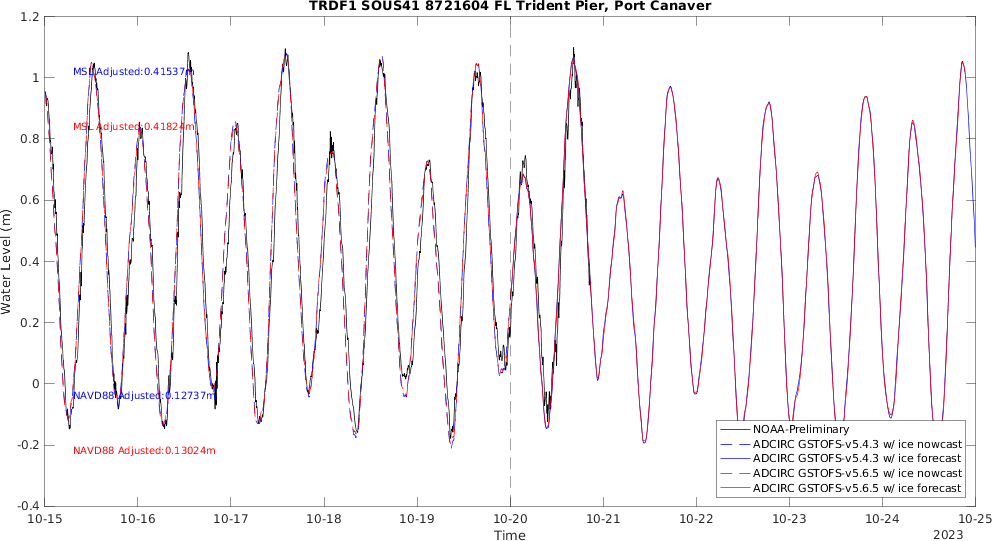 TRDF1 SOUS41 8721604 FL Trident Pier, Port Canaver
1.2
1
0.8
0.6
0.4
0.2
0
-0.2
-0.4
Water Level (m)
MSL Adjusted:0.41537m
MSL Adjusted:0.41824m
NAVD88 Adjusted:0.12737m
NAVD88 Adjusted:0.13024m
NOAA-Preliminary
ADCIRC GSTOFS-v5.4.3 w/ ice nowcast
ADCIRC GSTOFS-v5.4.3 w/ ice forecast
ADCIRC GSTOFS-v5.6.5 w/ ice nowcast
ADCIRC GSTOFS-v5.6.5 w/ ice forecast
10-15 10-16 10-17 10-18 10-19 10-20 10-21 10-22 10-23 10-24 10-25
Time
2023